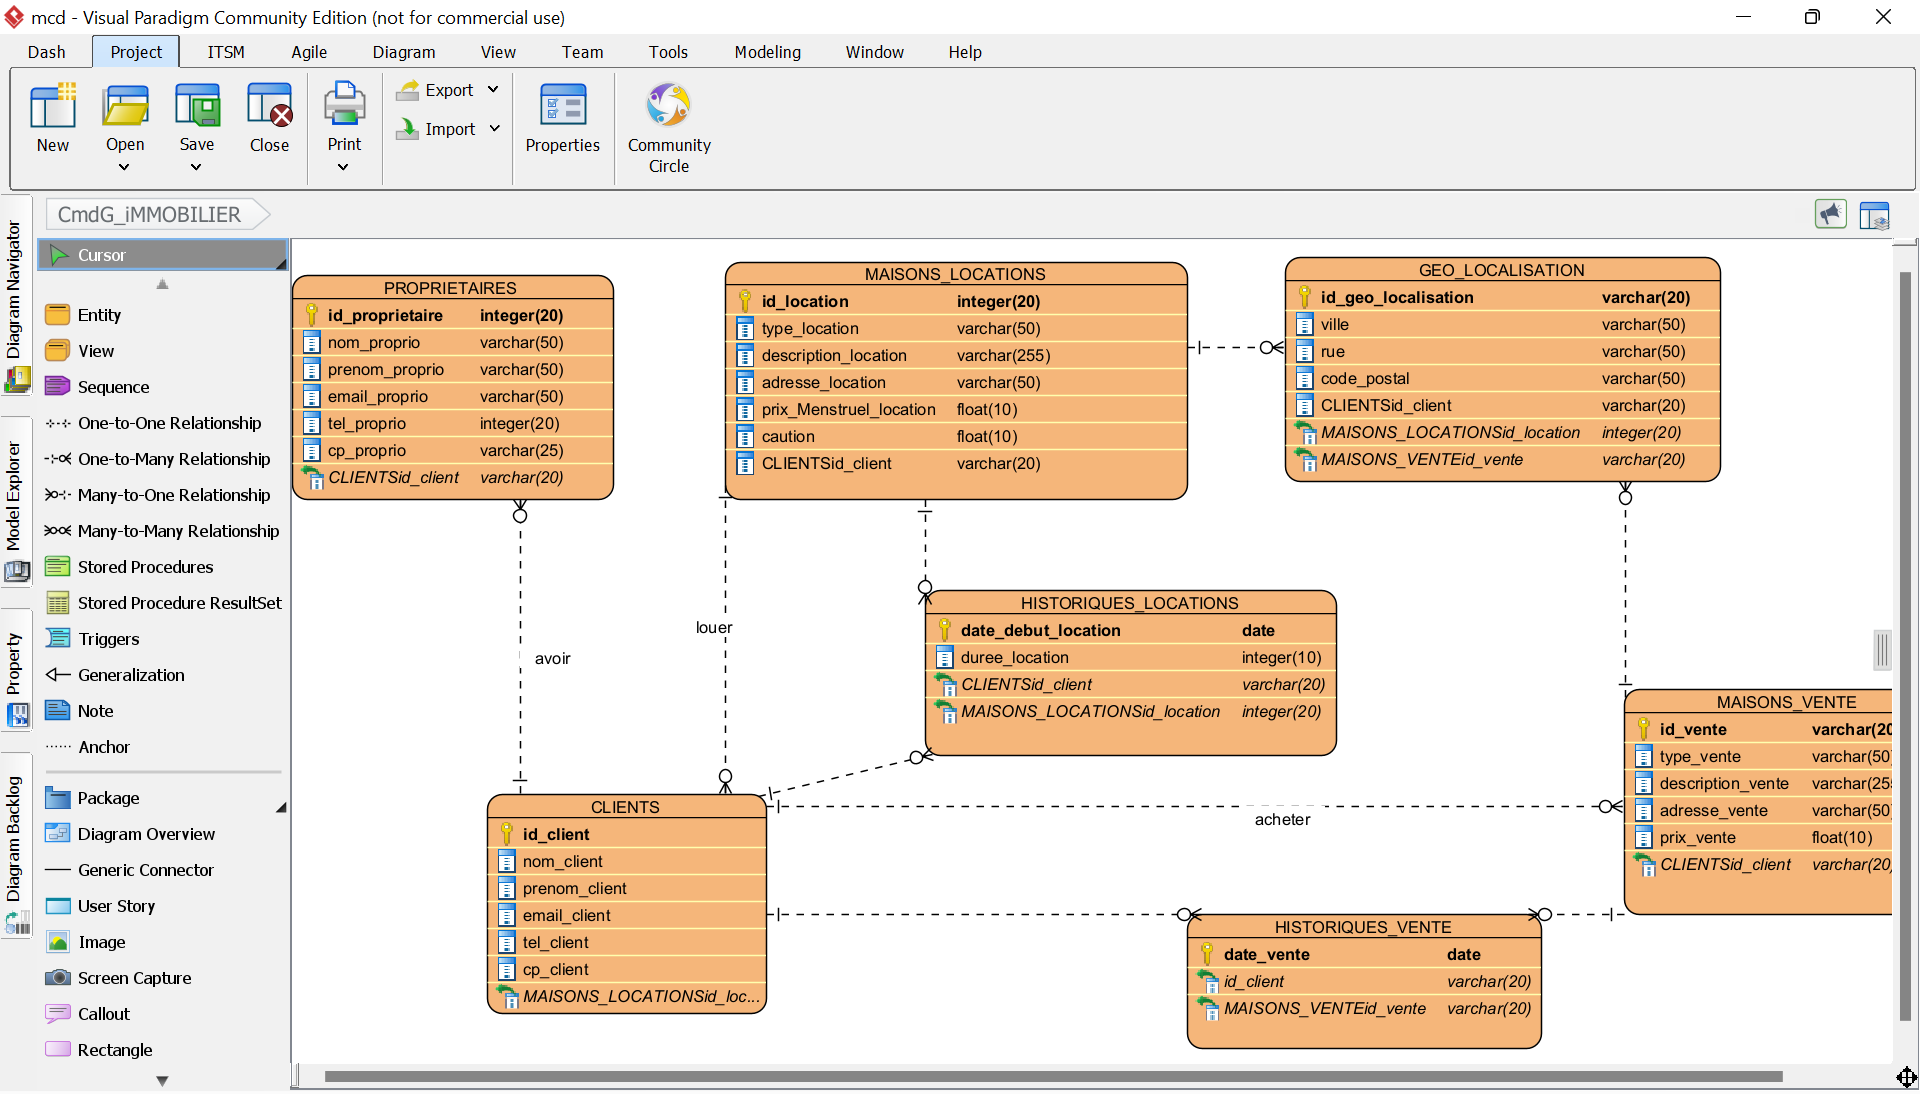 mcd - Visual Paradigm Community Edition (not for commercial use)
Dash Project ITSM Agile Diagram View Team Tools Modeling Window Help
New Open Save Close Print Export Import Properties Community Circle
CmdG_iMMOBILIER
Diagram Navigator
Model Explorer
Property
Diagram Backlog
Cursor
Entity
View
Sequence
One-to-One Relationship
One-to-Many Relationship
Many-to-One Relationship
Many-to-Many Relationship
Stored Procedures
Stored Procedure ResultSet
Triggers
Generalization
Note
Anchor
Package
Diagram Overview
Generic Connector
User Story
Image
Screen Capture
Callout
Rectangle
PROPRIETAIRES
id_proprietaire integer(20)
nom_proprio varchar(50)
prenom_proprio varchar(50)
email_proprio varchar(50)
tel_proprio integer(20)
cp_proprio varchar(25)
CLIENTSid_client varchar(20)
MAISONS_LOCATIONS
id_location integer(20)
type_location varchar(50)
description_location varchar(255)
adresse_location varchar(50)
prix_Menstruel_location float(10)
caution float(10)
CLIENTSid_client varchar(20)
GEO_LOCALISATION
id_geo_localisation varchar(20)
ville varchar(50)
rue varchar(50)
code_postal varchar(50)
CLIENTSid_client varchar(20)
MAISONS_LOCATIONSid_location integer(20)
MAISONS_VENTEid_vente varchar(20)
avoir
louer
HISTORIQUES_LOCATIONS
date_debut_location date
duree_location integer(10)
CLIENTSid_client varchar(20)
MAISONS_LOCATIONSid_location integer(20)
MAISONS_VENTE
id_vente varchar(20
type_vente varchar(50
description_vente varchar(25
adresse_vente varchar(50
prix_vente float(10)
CLIENTSid_client varchar(20
acheter
CLIENTS
id_client
nom_client
prenom_client
email_client
tel_client
cp_client
MAISONS_LOCATIONSid_loc...
HISTORIQUES_VENTE
date_vente date
id_client varchar(20)
MAISONS_VENTEid_vente varchar(20)